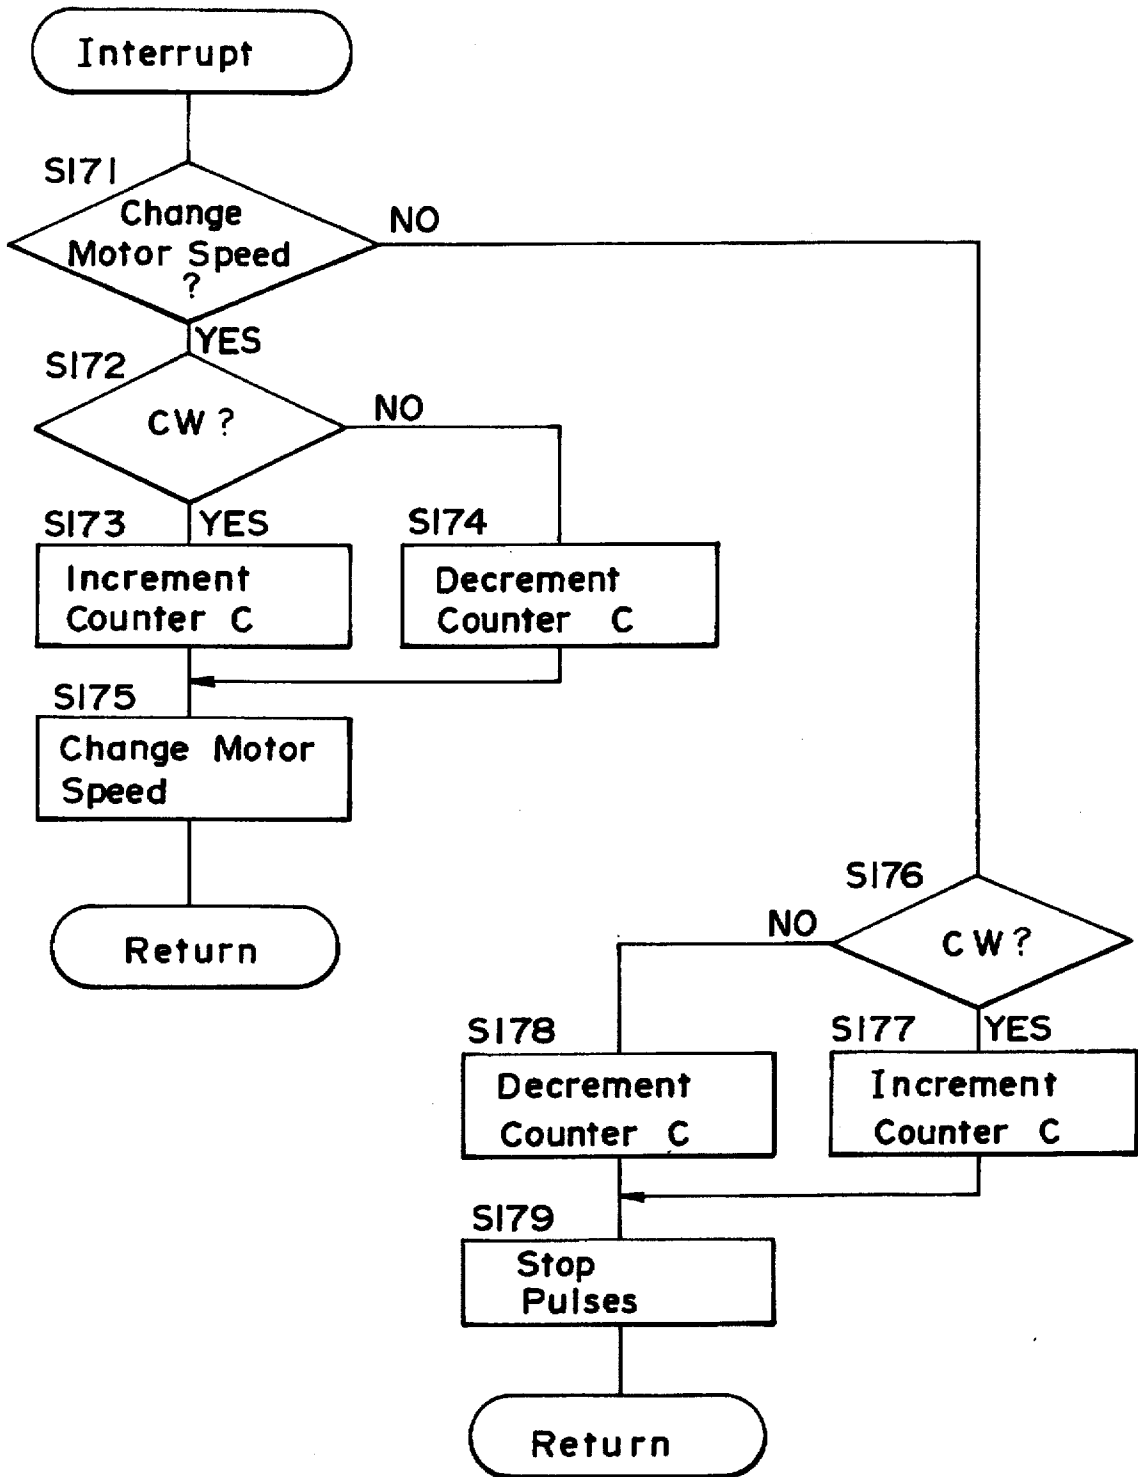 Interrupt
S171
Change
Motor Speed
?
NO
YES
S172
CW?
NO
S173
YES
S174
Increment
Counter C
Decrement
Counter C
S175
Change Motor
Speed
Return
S176
NO
CW?
S178
S177
YES
Decrement
Counter C
Increment
Counter C
S179
Stop
Pulses
Return